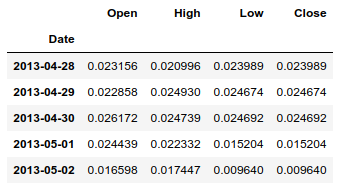 Open High Low Close
Date
2013-04-28 0.023156 0.020996 0.023989 0.023989
2013-04-29 0.022858 0.024930 0.024674 0.024674
2013-04-30 0.026172 0.024739 0.024692 0.024692
2013-05-01 0.024439 0.022332 0.015204 0.015204
2013-05-02 0.016598 0.017447 0.009640 0.009640